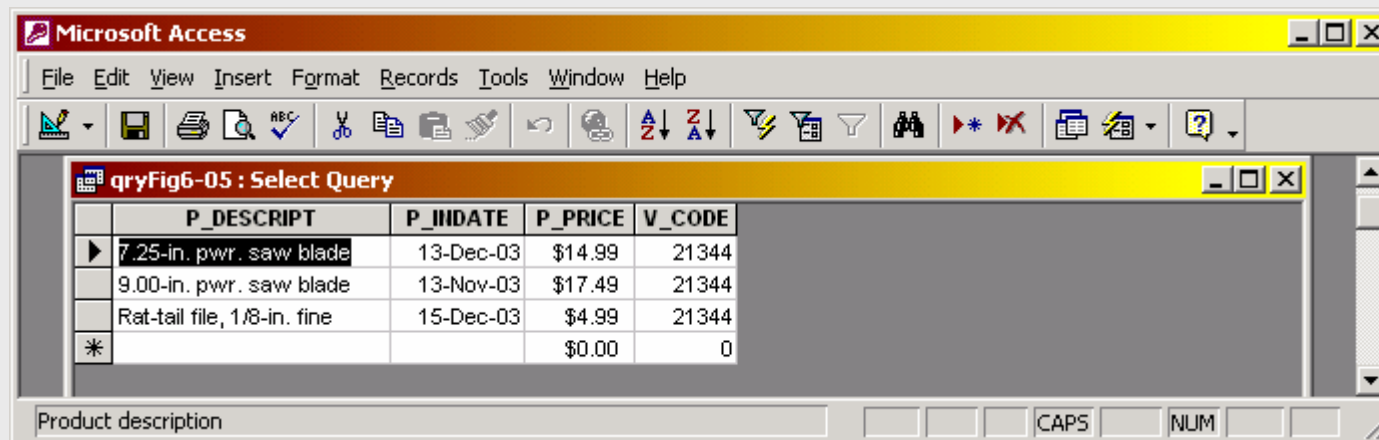 Microsoft Access
File Edit View Insert Format Records Tools Window Help
qryFig6-05 : Select Query
P_DESCRIPT P_INDATE P_PRICE V_CODE
7.25-in. pwr. saw blade 13-Dec-03 $14.99 21344
9.00-in. pwr. saw blade 13-Nov-03 $17.49 21344
Rat-tail file, 1/8-in. fine 15-Dec-03 $4.99 21344
$0.00 0
Product description CAPS NUM